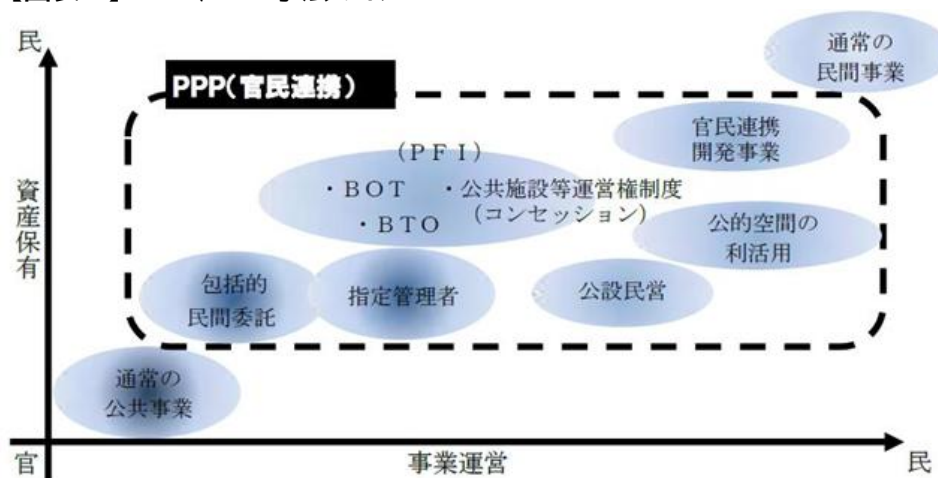 民
通常の
民間事業
PPP(官民連携)
官民連携
開発事業
(PFI)
・BOT ・公共施設等運営権制度
(コンセッション)
・BTO
資産保有
公的空間の
利活用
包括的
民間委託
指定管理者
公設民営
通常の
公共事業
官
事業運営
民